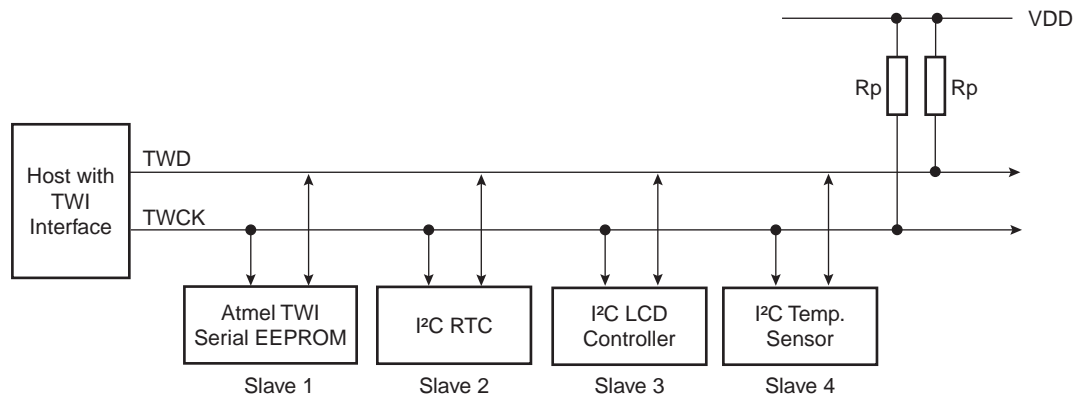 VDD
Rp
Rp
Host with
TWI
Interface
TWD
TWCK
Atmel TWI
Serial EEPROM
I²C RTC
I²C LCD
Controller
I²C Temp.
Sensor
Slave 1
Slave 2
Slave 3
Slave 4